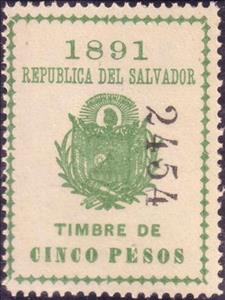 1891
REPUBLICA DEL SALVADOR
2454
TIMBRE DE
CINCO PESOS